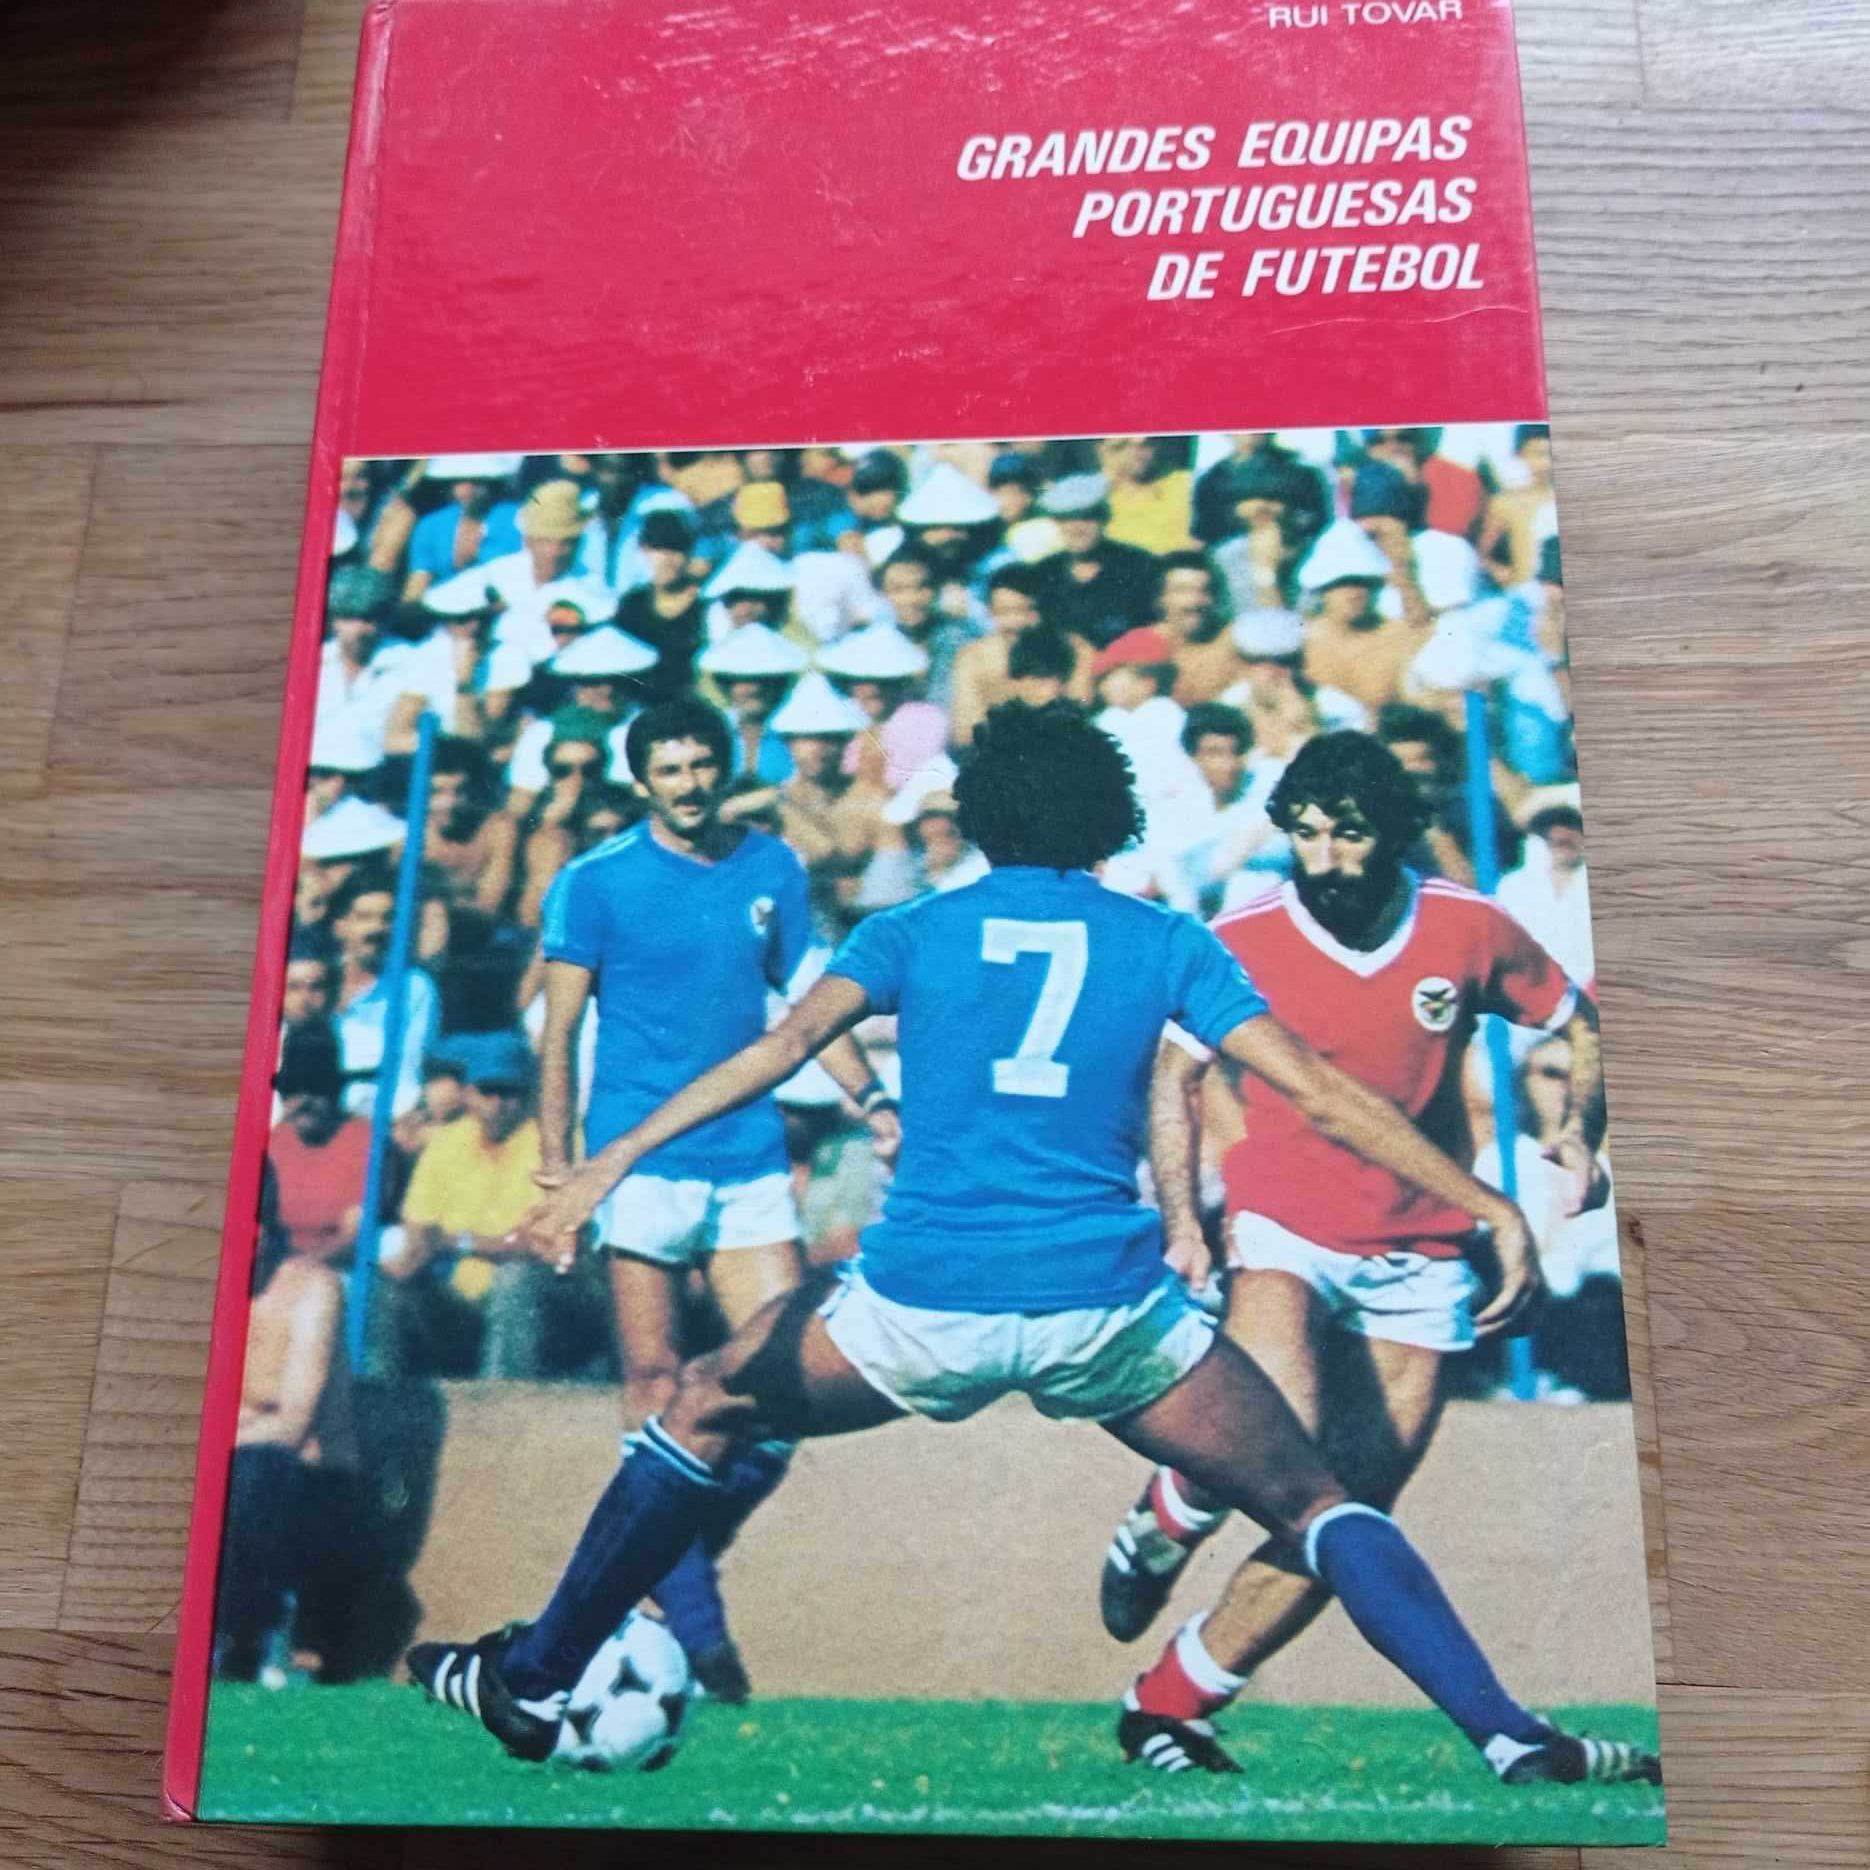 RUI TOVAR
GRANDES EQUIPAS
PORTUGUESAS
DE FUTEBOL
7